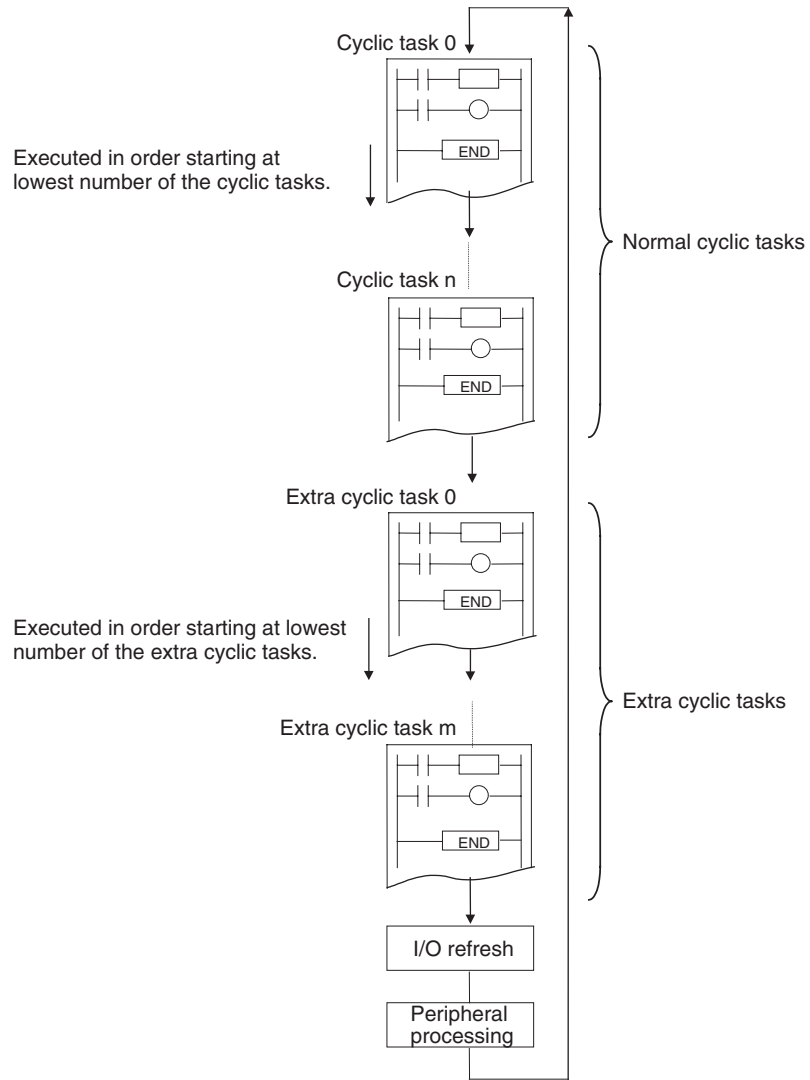 Cyclic task 0
END
Executed in order starting at
lowest number of the cyclic tasks.
Normal cyclic tasks
Cyclic task n
END
Extra cyclic task 0
END
Executed in order starting at lowest
number of the extra cyclic tasks.
Extra cyclic tasks
Extra cyclic task m
END
I/O refresh
Peripheral
processing